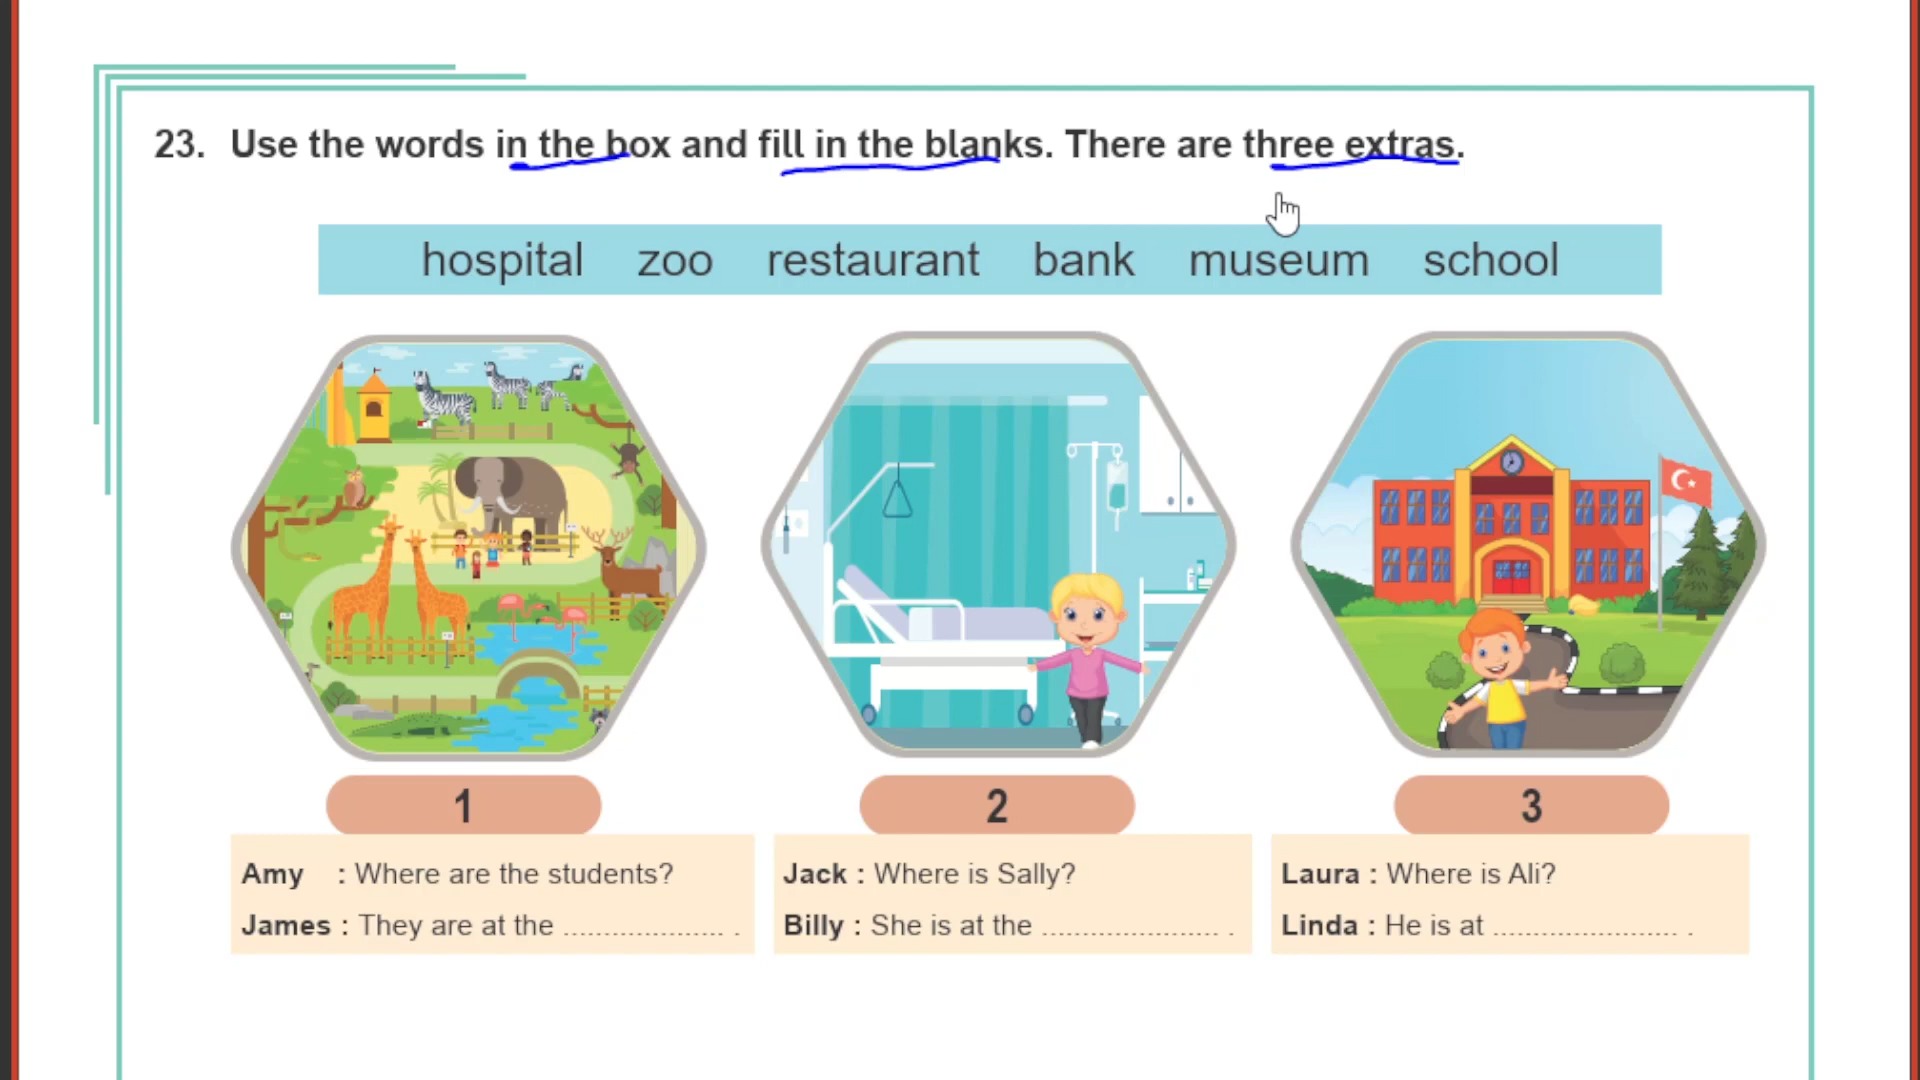 23. Use the words in the box and fill in the blanks. There are three extras.
hospital zoo restaurant bank museum school
1
Amy : Where are the students?
James : They are at the .................... .
2
Jack : Where is Sally?
Billy : She is at the ...................... .
3
Laura : Where is Ali?
Linda : He is at ....................... .